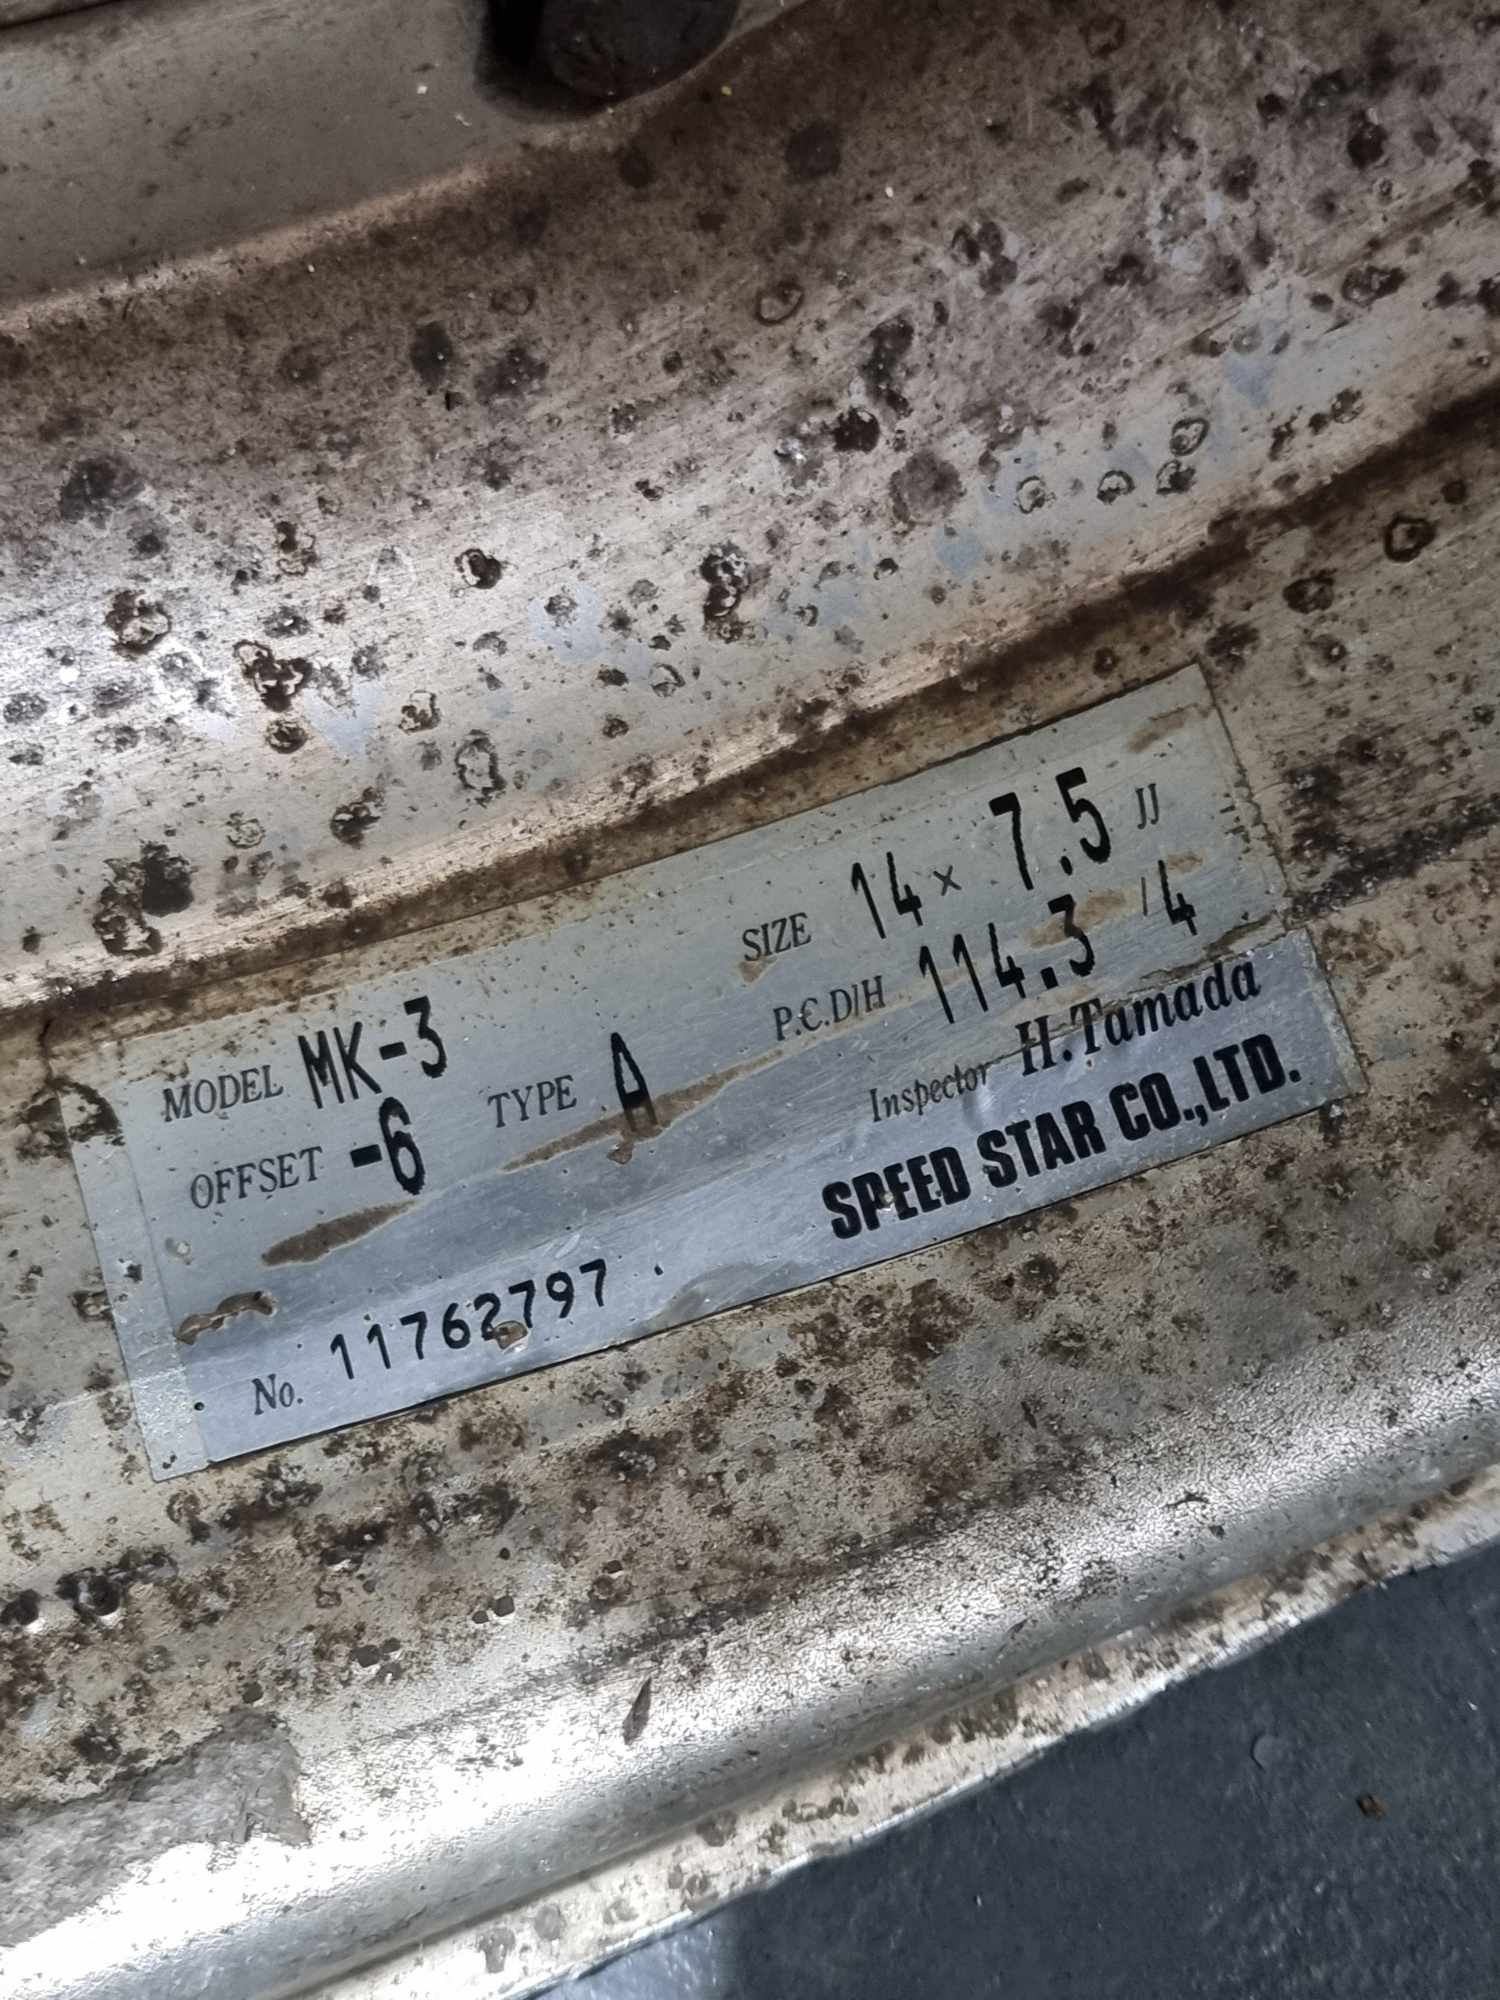 MODEL MK-3 SIZE 14 × 7.5 JJ
OFFSET -6 TYPE A P.C.D/H 114.3 / 4
Inspector H.Tamada
No. 11762797 SPEED STAR CO.,LTD.